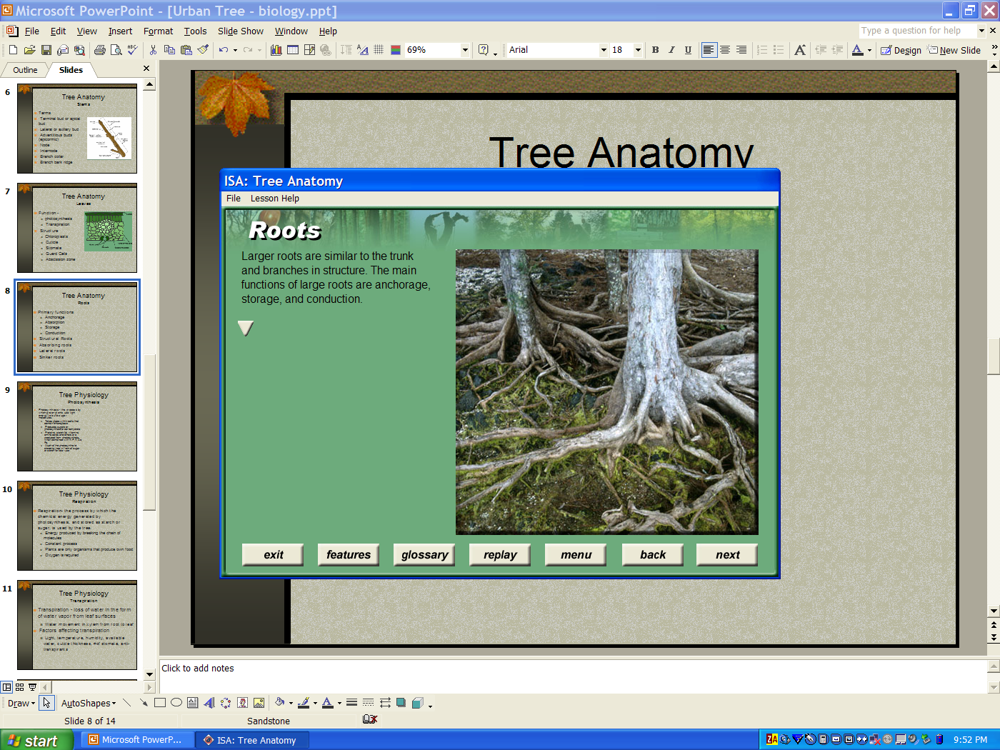 Microsoft PowerPoint - [Urban Tree - biology.ppt]
File Edit View Insert Format Tools Slide Show Window Help
Type a question for help
69%
Arial
18
B I U
Design
New Slide
Outline
Slides
6
Tree Anatomy
Stems
Terms
Terminal bud or apical
bud
Lateral or axillary bud
Adventitious buds
(epicormic)
Node
Internode
Branch collar
Branch bark ridge
7
Tree Anatomy
Leaves
Function -
photosynthesis
Transpiration
Structure
Chloroplasts
Cuticle
Stomata
Guard Cells
Abscission zone
8
Tree Anatomy
Roots
Primary functions
Anchorage
Absorption
Storage
Conduction
Structural Roots
Absorbing roots
Lateral roots
Sinker roots
9
Tree Physiology
Photosynthesis
10
Tree Physiology
Respiration
Respiration- the process by which the
chemical energy generated by
photosynthesis, and stored as starch or
sugar, is used by the tree.
Energy produced by breaking the chain of
molecules
Constant process
Plants are only organisms that produce own food
Oxygen is required
11
Tree Physiology
Transpiration
Transpiration - loss of water in the form
of water vapor from leaf surfaces
Water movement in xylem from root to leaf
Factors affecting transpiration
Light, temperature, humidity, available
water, cuticle thickness, #of stomata, anti-
transpirants
Tree Anatomy
ISA: Tree Anatomy
File Lesson Help
Roots
Larger roots are similar to the trunk
and branches in structure. The main
functions of large roots are anchorage,
storage, and conduction.
exit
features
glossary
replay
menu
back
next
Click to add notes
Draw
AutoShapes
Slide 8 of 14
Sandstone
start
Microsoft PowerP...
ISA: Tree Anatomy
ZA
9:52 PM